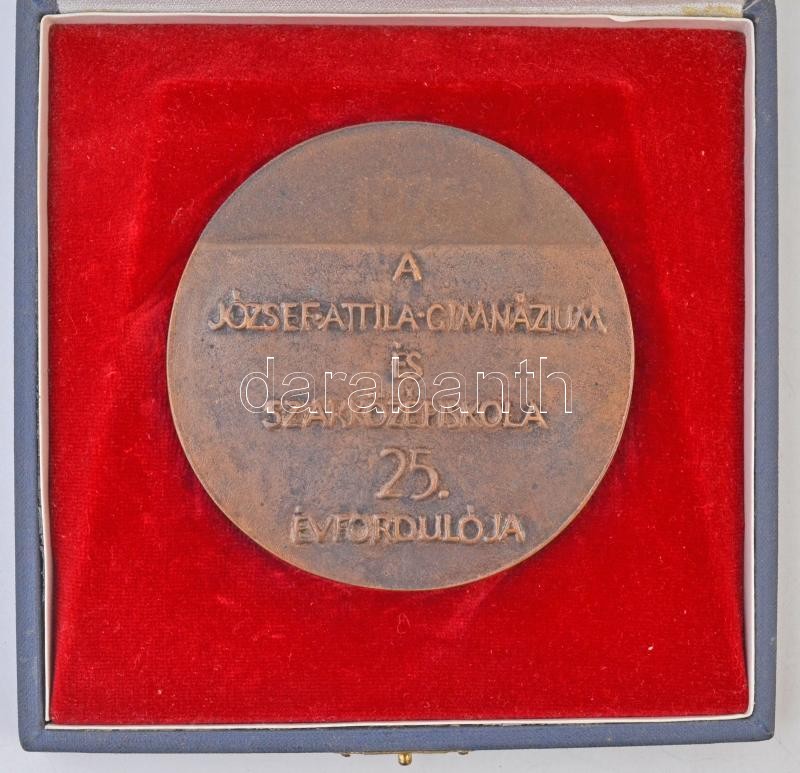 A
JÓZSEF·ATTILA·GIMNÁZIUM
ÉS
SZAKKÖZÉPISKOLA
25.
ÉVFORDULÓJA
darabanth